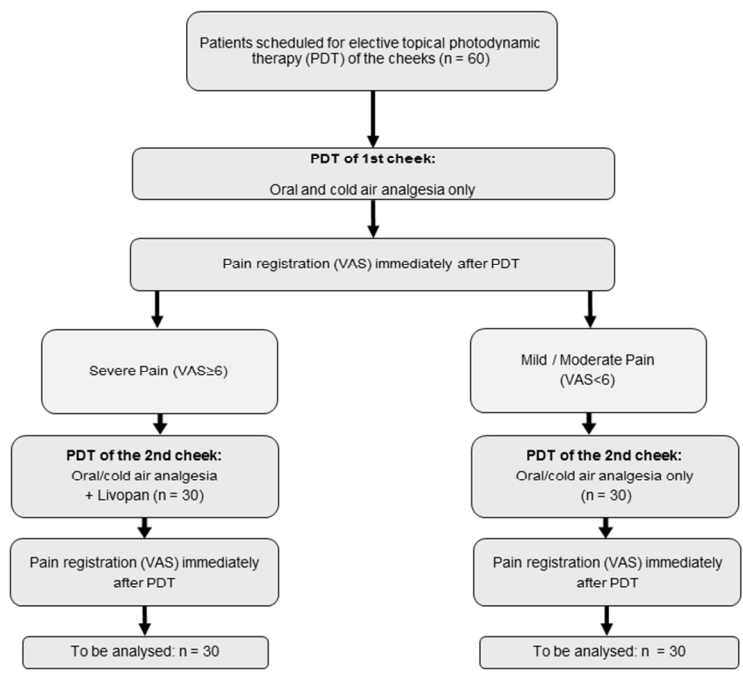 Patients scheduled for elective topical photodynamic
therapy (PDT) of the cheeks (n = 60)
PDT of 1st cheek:
Oral and cold air analgesia only
Pain registration (VAS) immediately after PDT
Severe Pain (VAS≥6)
Mild / Moderate Pain
(VAS<6)
PDT of the 2nd cheek:
Oral/cold air analgesia
+ Livopan (n = 30)
PDT of the 2nd cheek:
Oral/cold air analgesia only
(n = 30)
Pain registration (VAS) immediately
after PDT
Pain registration (VAS) immediately
after PDT
To be analysed: n = 30
To be analysed: n = 30